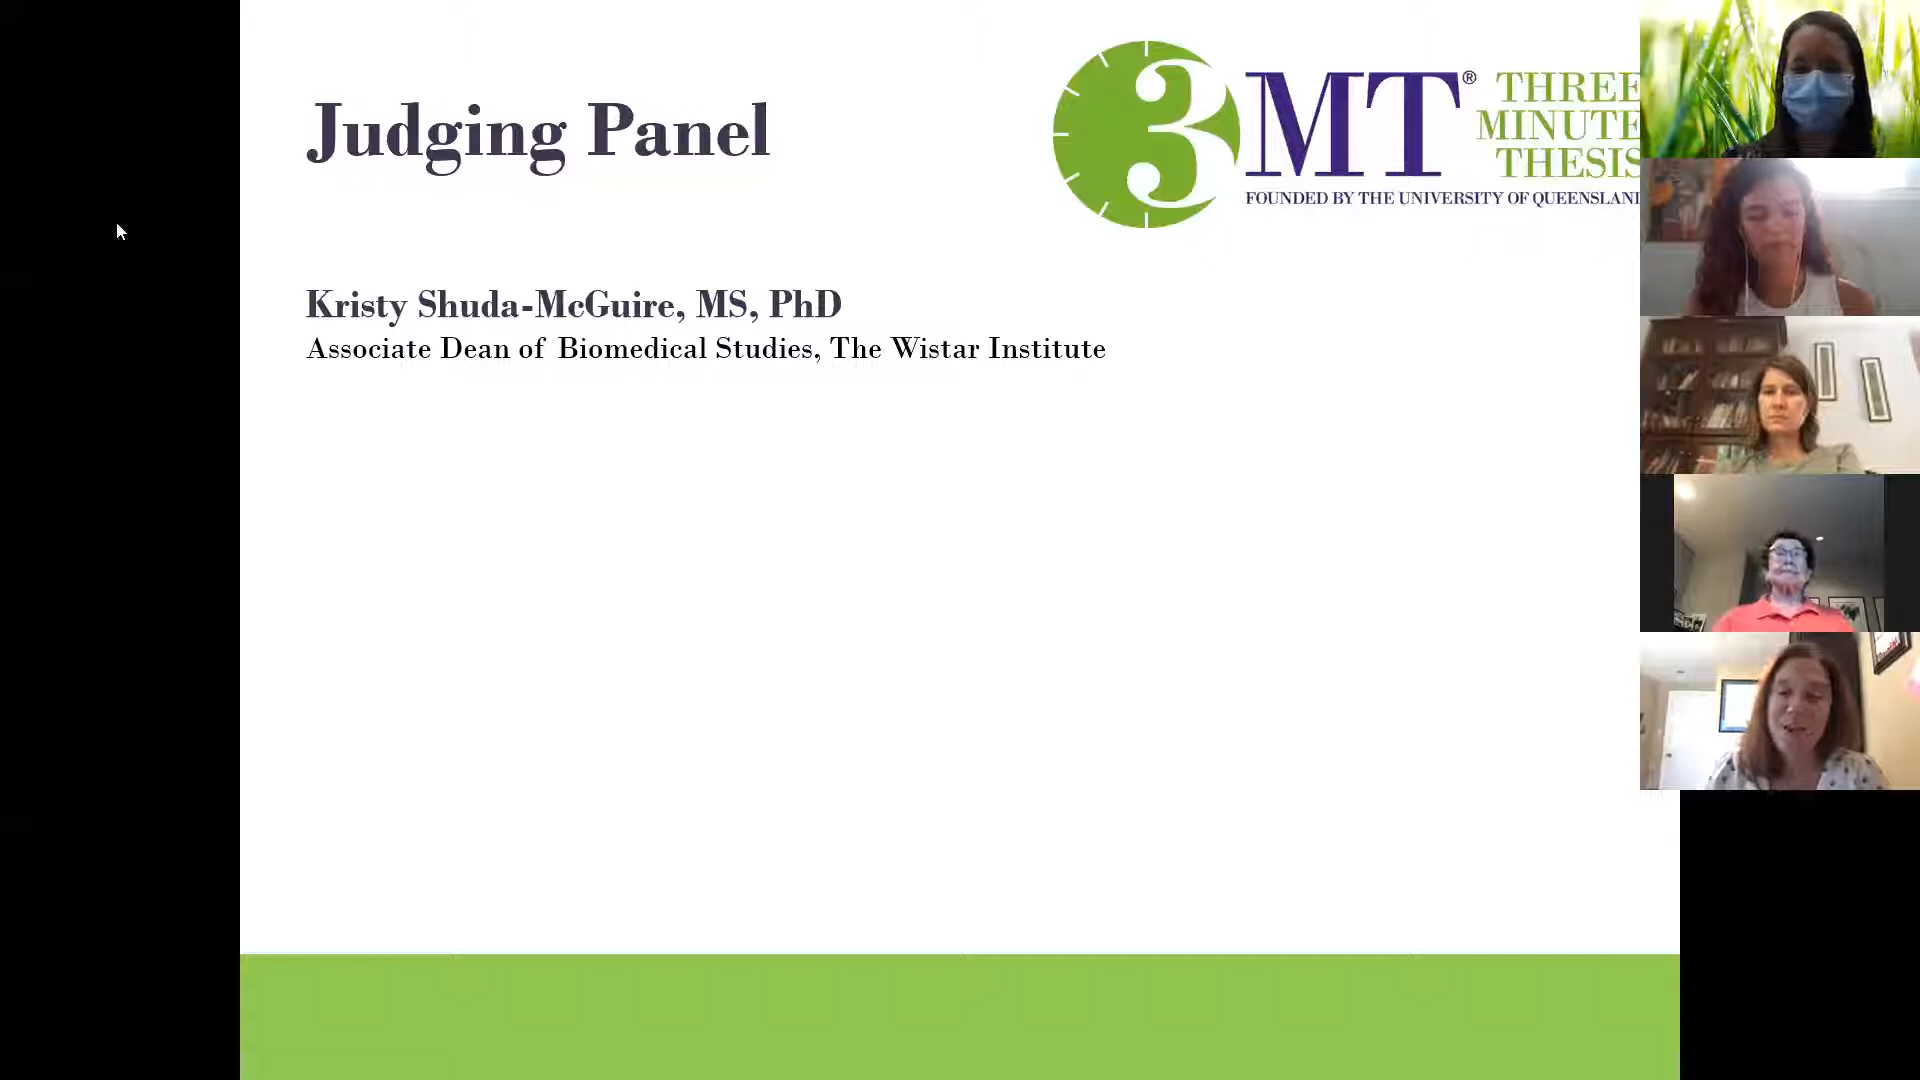 Judging Panel
3MT® THREE
MINUTE
THESIS
FOUNDED BY THE UNIVERSITY OF QUEENSLAND
Kristy Shuda-McGuire, MS, PhD
Associate Dean of Biomedical Studies, The Wistar Institute